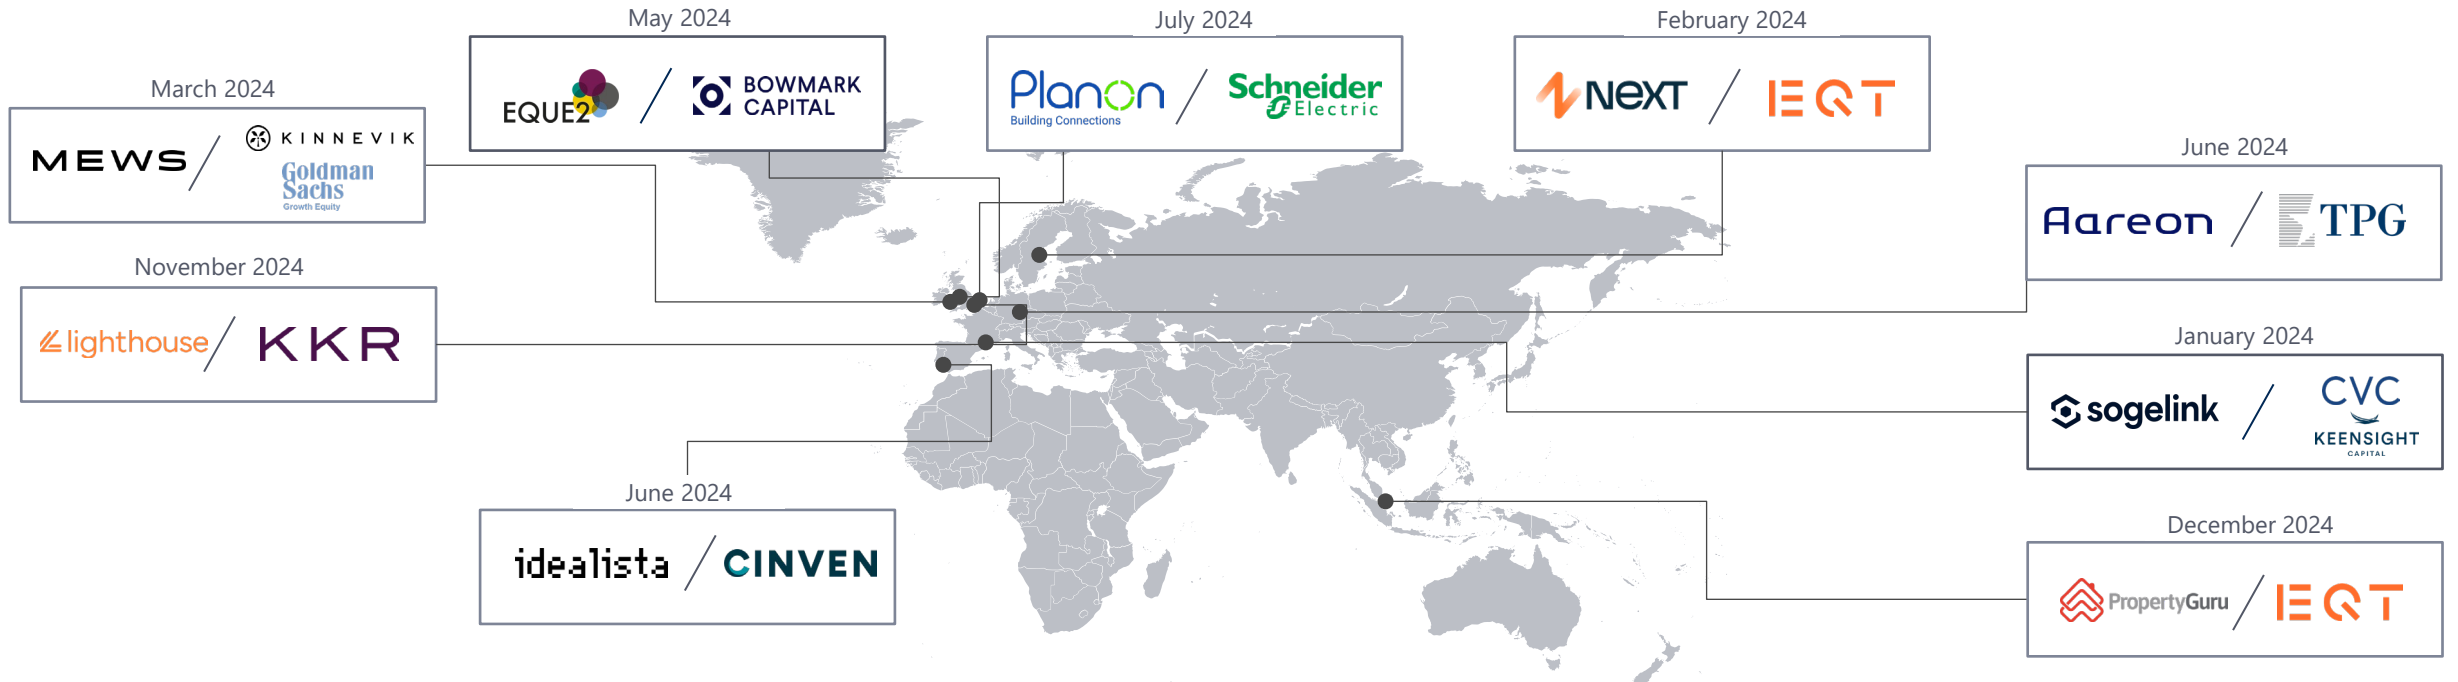 May 2024
EQUE2
BOWMARK
CAPITAL
July 2024
Planon
Building Connections
Schneider
Electric
February 2024
NEXT
EQT
March 2024
MEWS
KINNEVIK
Goldman
Sachs
Growth Equity
June 2024
Aareon
TPG
November 2024
lighthouse
KKR
January 2024
sogelink
CVC
KEENSIGHT
CAPITAL
June 2024
idealista
CINVEN
December 2024
PropertyGuru
EQT